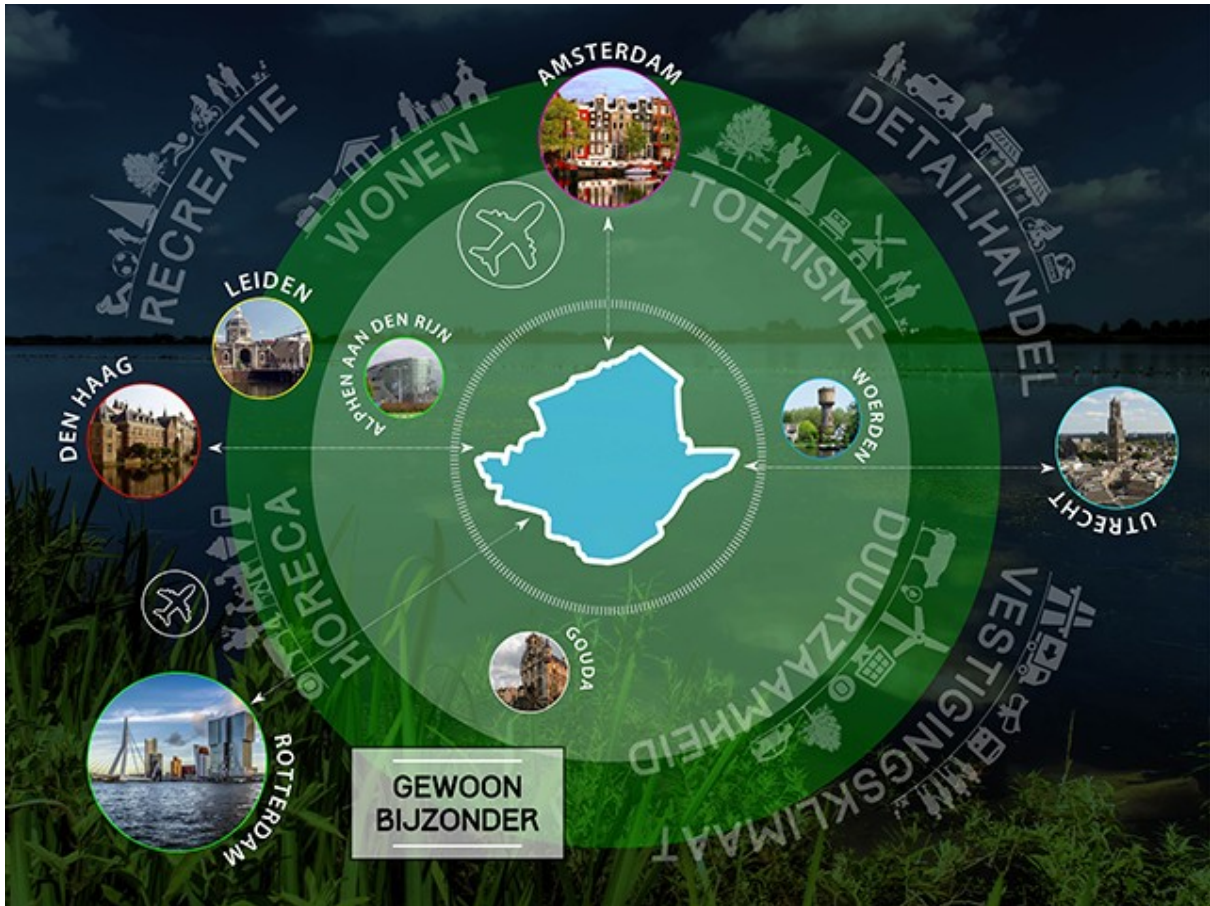 AMSTERDAM
RECREATIE
WONEN
TOERISME
DETAILHANDEL
LEIDEN
ALPHEN AAN DEN RIJN
DEN HAAG
WOERDEN
UTRECHT
HORECA
DUURZAAMHEID
VESTIGINGSKLIMAAT
GOUDA
ROTTERDAM
GEWOON
BIJZONDER